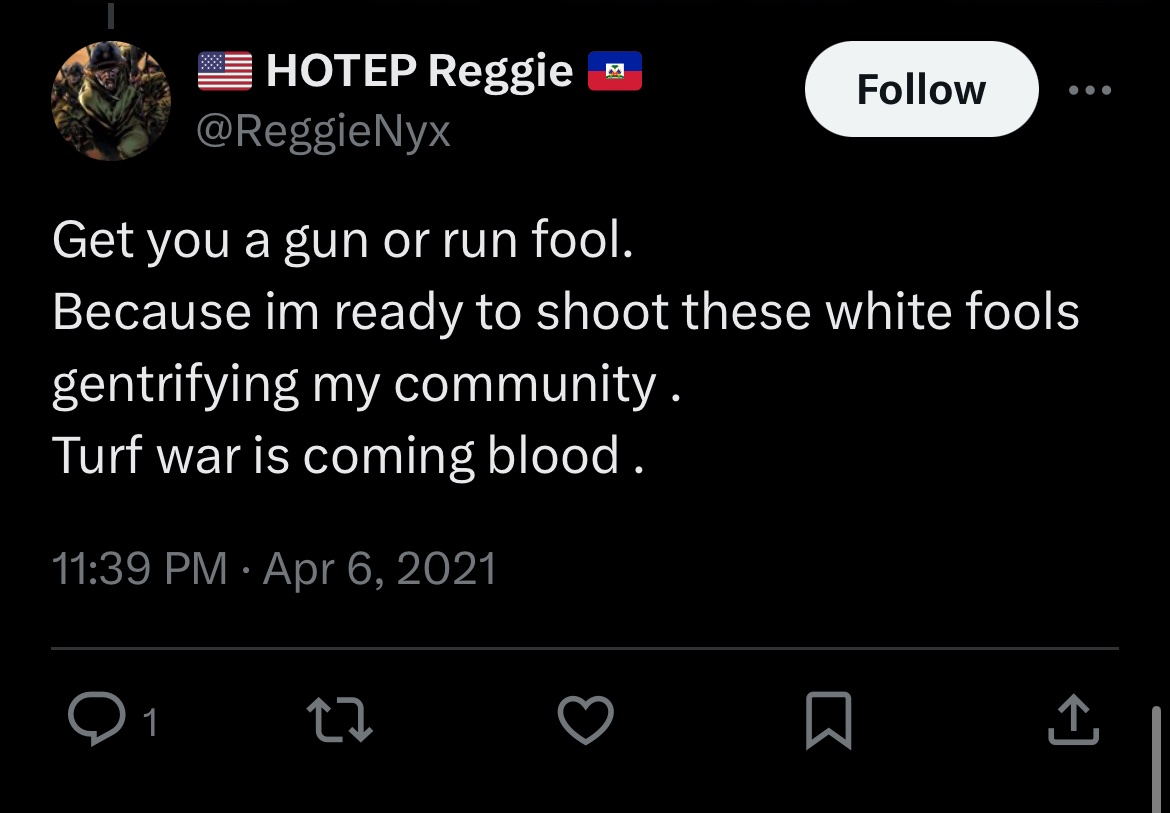 🇺🇸 HOTEP Reggie 🇭🇹
@ReggieNyx
Follow
Get you a gun or run fool.
Because im ready to shoot these white fools
gentrifying my community .
Turf war is coming blood .
11:39 PM · Apr 6, 2021
1